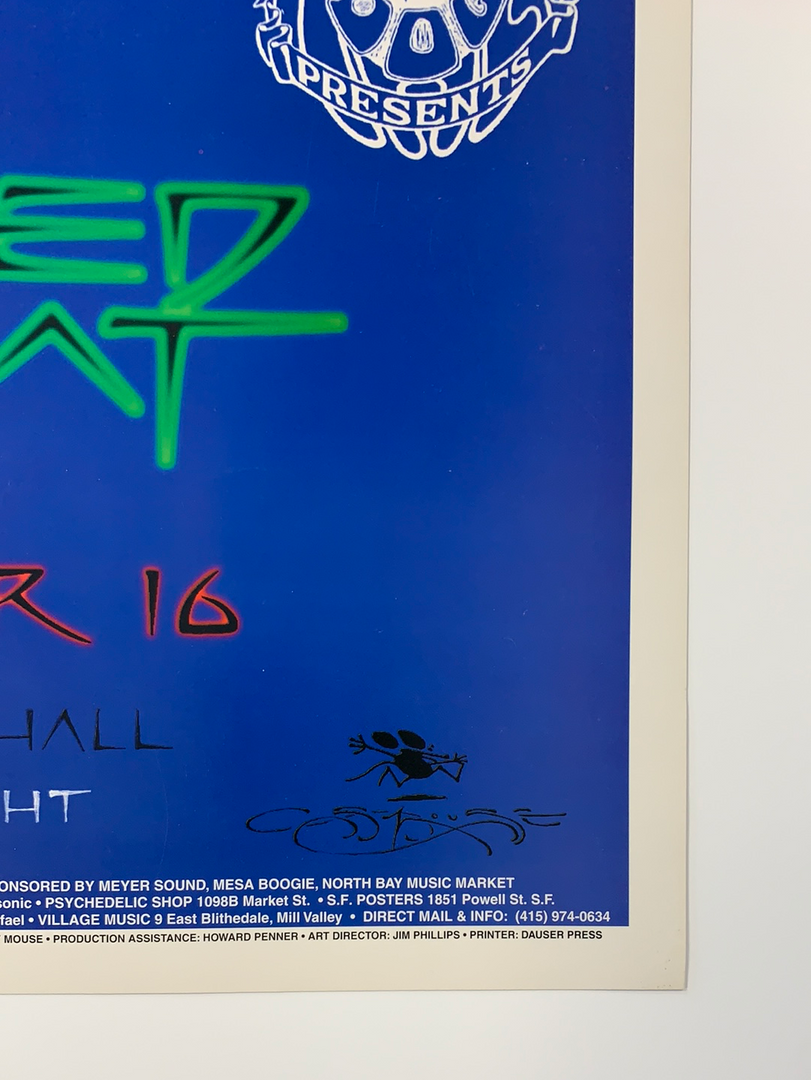 PRESENTS
ED
AT
R 16
HALL
HT
ONSORED BY MEYER SOUND, MESA BOOGIE, NORTH BAY MUSIC MARKET
sonic • PSYCHEDELIC SHOP 1098B Market St. • S.F. POSTERS 1851 Powell St. S.F.
fael • VILLAGE MUSIC 9 East Blithedale, Mill Valley • DIRECT MAIL & INFO: (415) 974-0634
MOUSE • PRODUCTION ASSISTANCE: HOWARD PENNER • ART DIRECTOR: JIM PHILLIPS • PRINTER: DAUSER PRESS